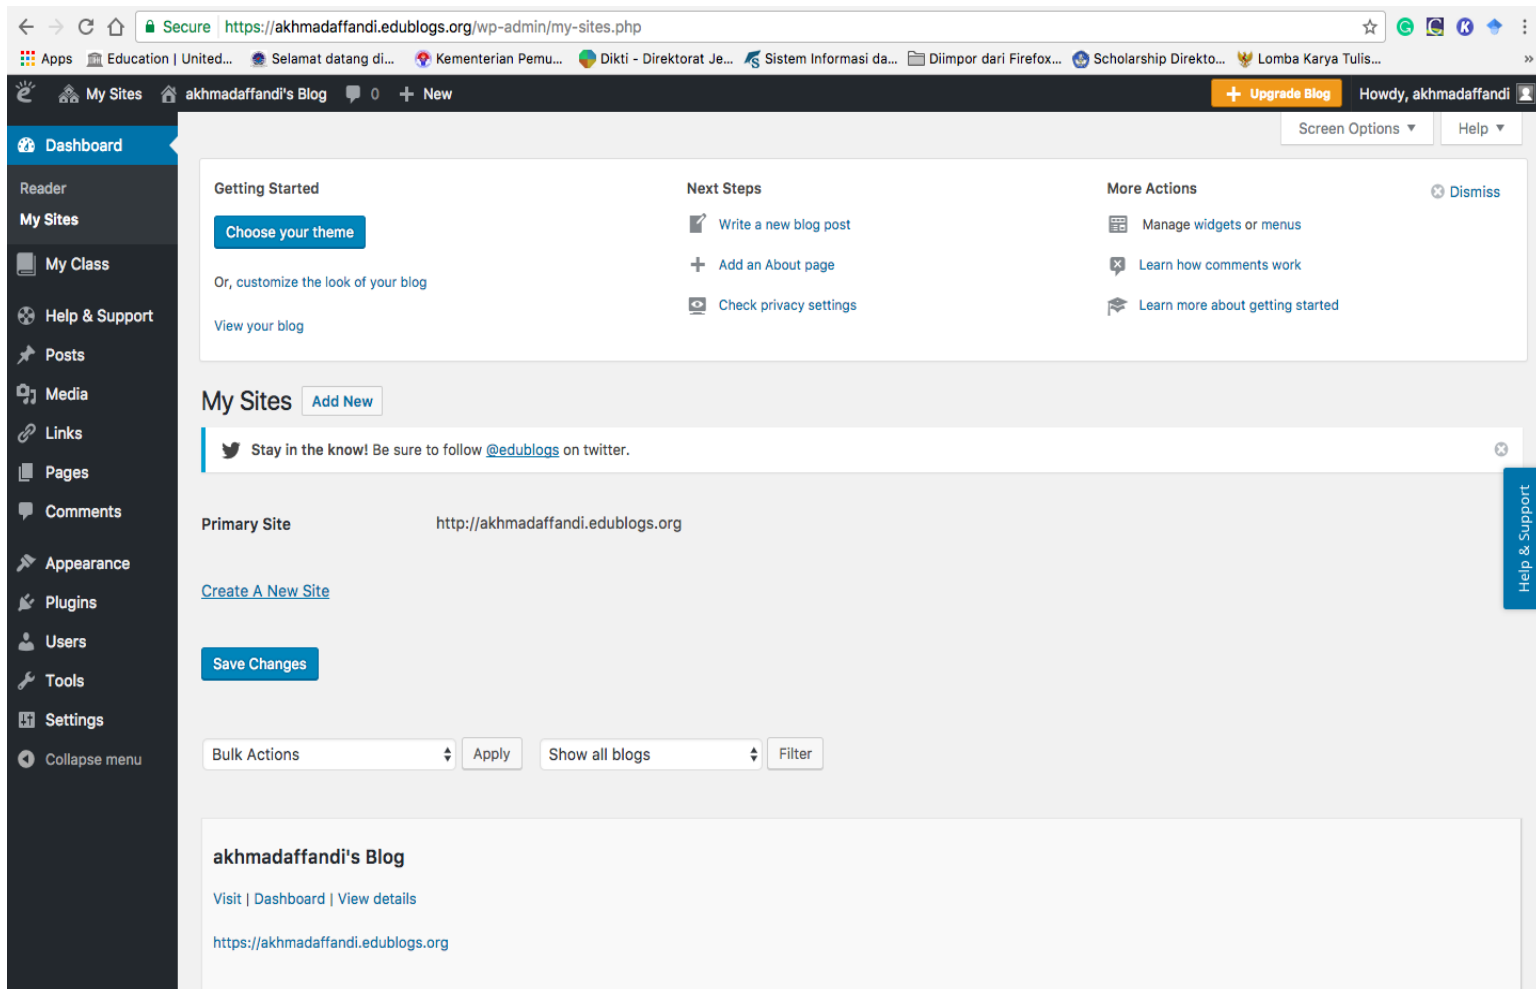 Secure https://akhmadaffandi.edublogs.org/wp-admin/my-sites.php
Apps Education | United... Selamat datang di... Kementerian Pemu... Dikti - Direktorat Je... Sistem Informasi da... Diimpor dari Firefox... Scholarship Direkto... Lomba Karya Tulis... »
My Sites akhmadaffandi's Blog 0 + New + Upgrade Blog Howdy, akhmadaffandi
Screen Options ▼ Help ▼
Dashboard
Reader
My Sites
My Class
Help & Support
Posts
Media
Links
Pages
Comments
Appearance
Plugins
Users
Tools
Settings
Collapse menu
Getting Started
Choose your theme
Or, customize the look of your blog
View your blog
Next Steps
Write a new blog post
Add an About page
Check privacy settings
More Actions
Dismiss
Manage widgets or menus
Learn how comments work
Learn more about getting started
My Sites Add New
Stay in the know! Be sure to follow @edublogs on twitter.
Primary Site http://akhmadaffandi.edublogs.org
Create A New Site
Save Changes
Bulk Actions Apply Show all blogs Filter
akhmadaffandi's Blog
Visit | Dashboard | View details
https://akhmadaffandi.edublogs.org
Help & Support